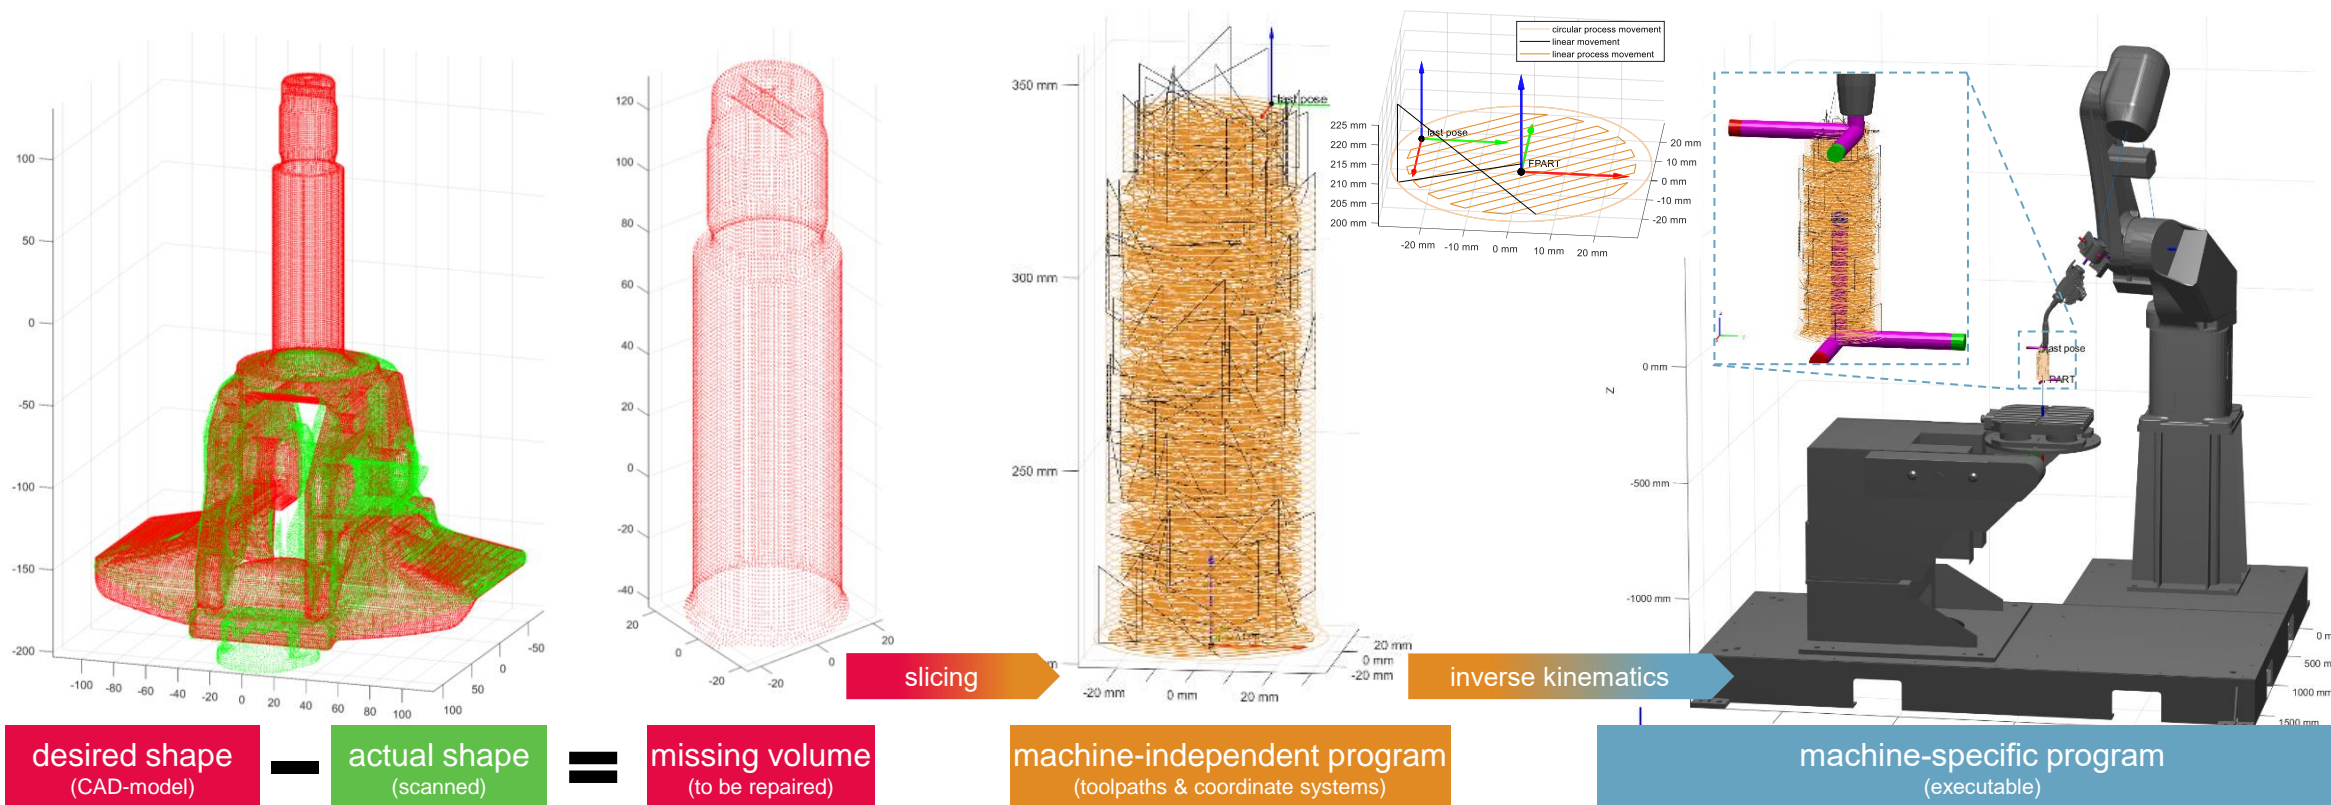 100
50
0
-50
-100
-150
-200
-100
-80
-60
-40
-20
0
20
40
60
80
100
100
50
0
-50
120
100
80
60
40
20
0
-20
-40
20
0
-20
-20
0
20
350 mm
300 mm
250 mm
last pose
-20 mm
0 mm
20 mm
20 mm
0 mm
-20 mm
circular process movement
linear movement
linear process movement
225 mm
220 mm
215 mm
210 mm
205 mm
200 mm
last pose
FPART
20 mm
10 mm
0 mm
-10 mm
-20 mm
-20 mm
-10 mm
0 mm
10 mm
20 mm
Z
0 mm
-500 mm
-1000 mm
last pose
0 m
500 mm
1000 mm
1500 mm
slicing
inverse kinematics
desired shape
(CAD-model)
actual shape
(scanned)
missing volume
(to be repaired)
machine-independent program
(toolpaths & coordinate systems)
machine-specific program
(executable)